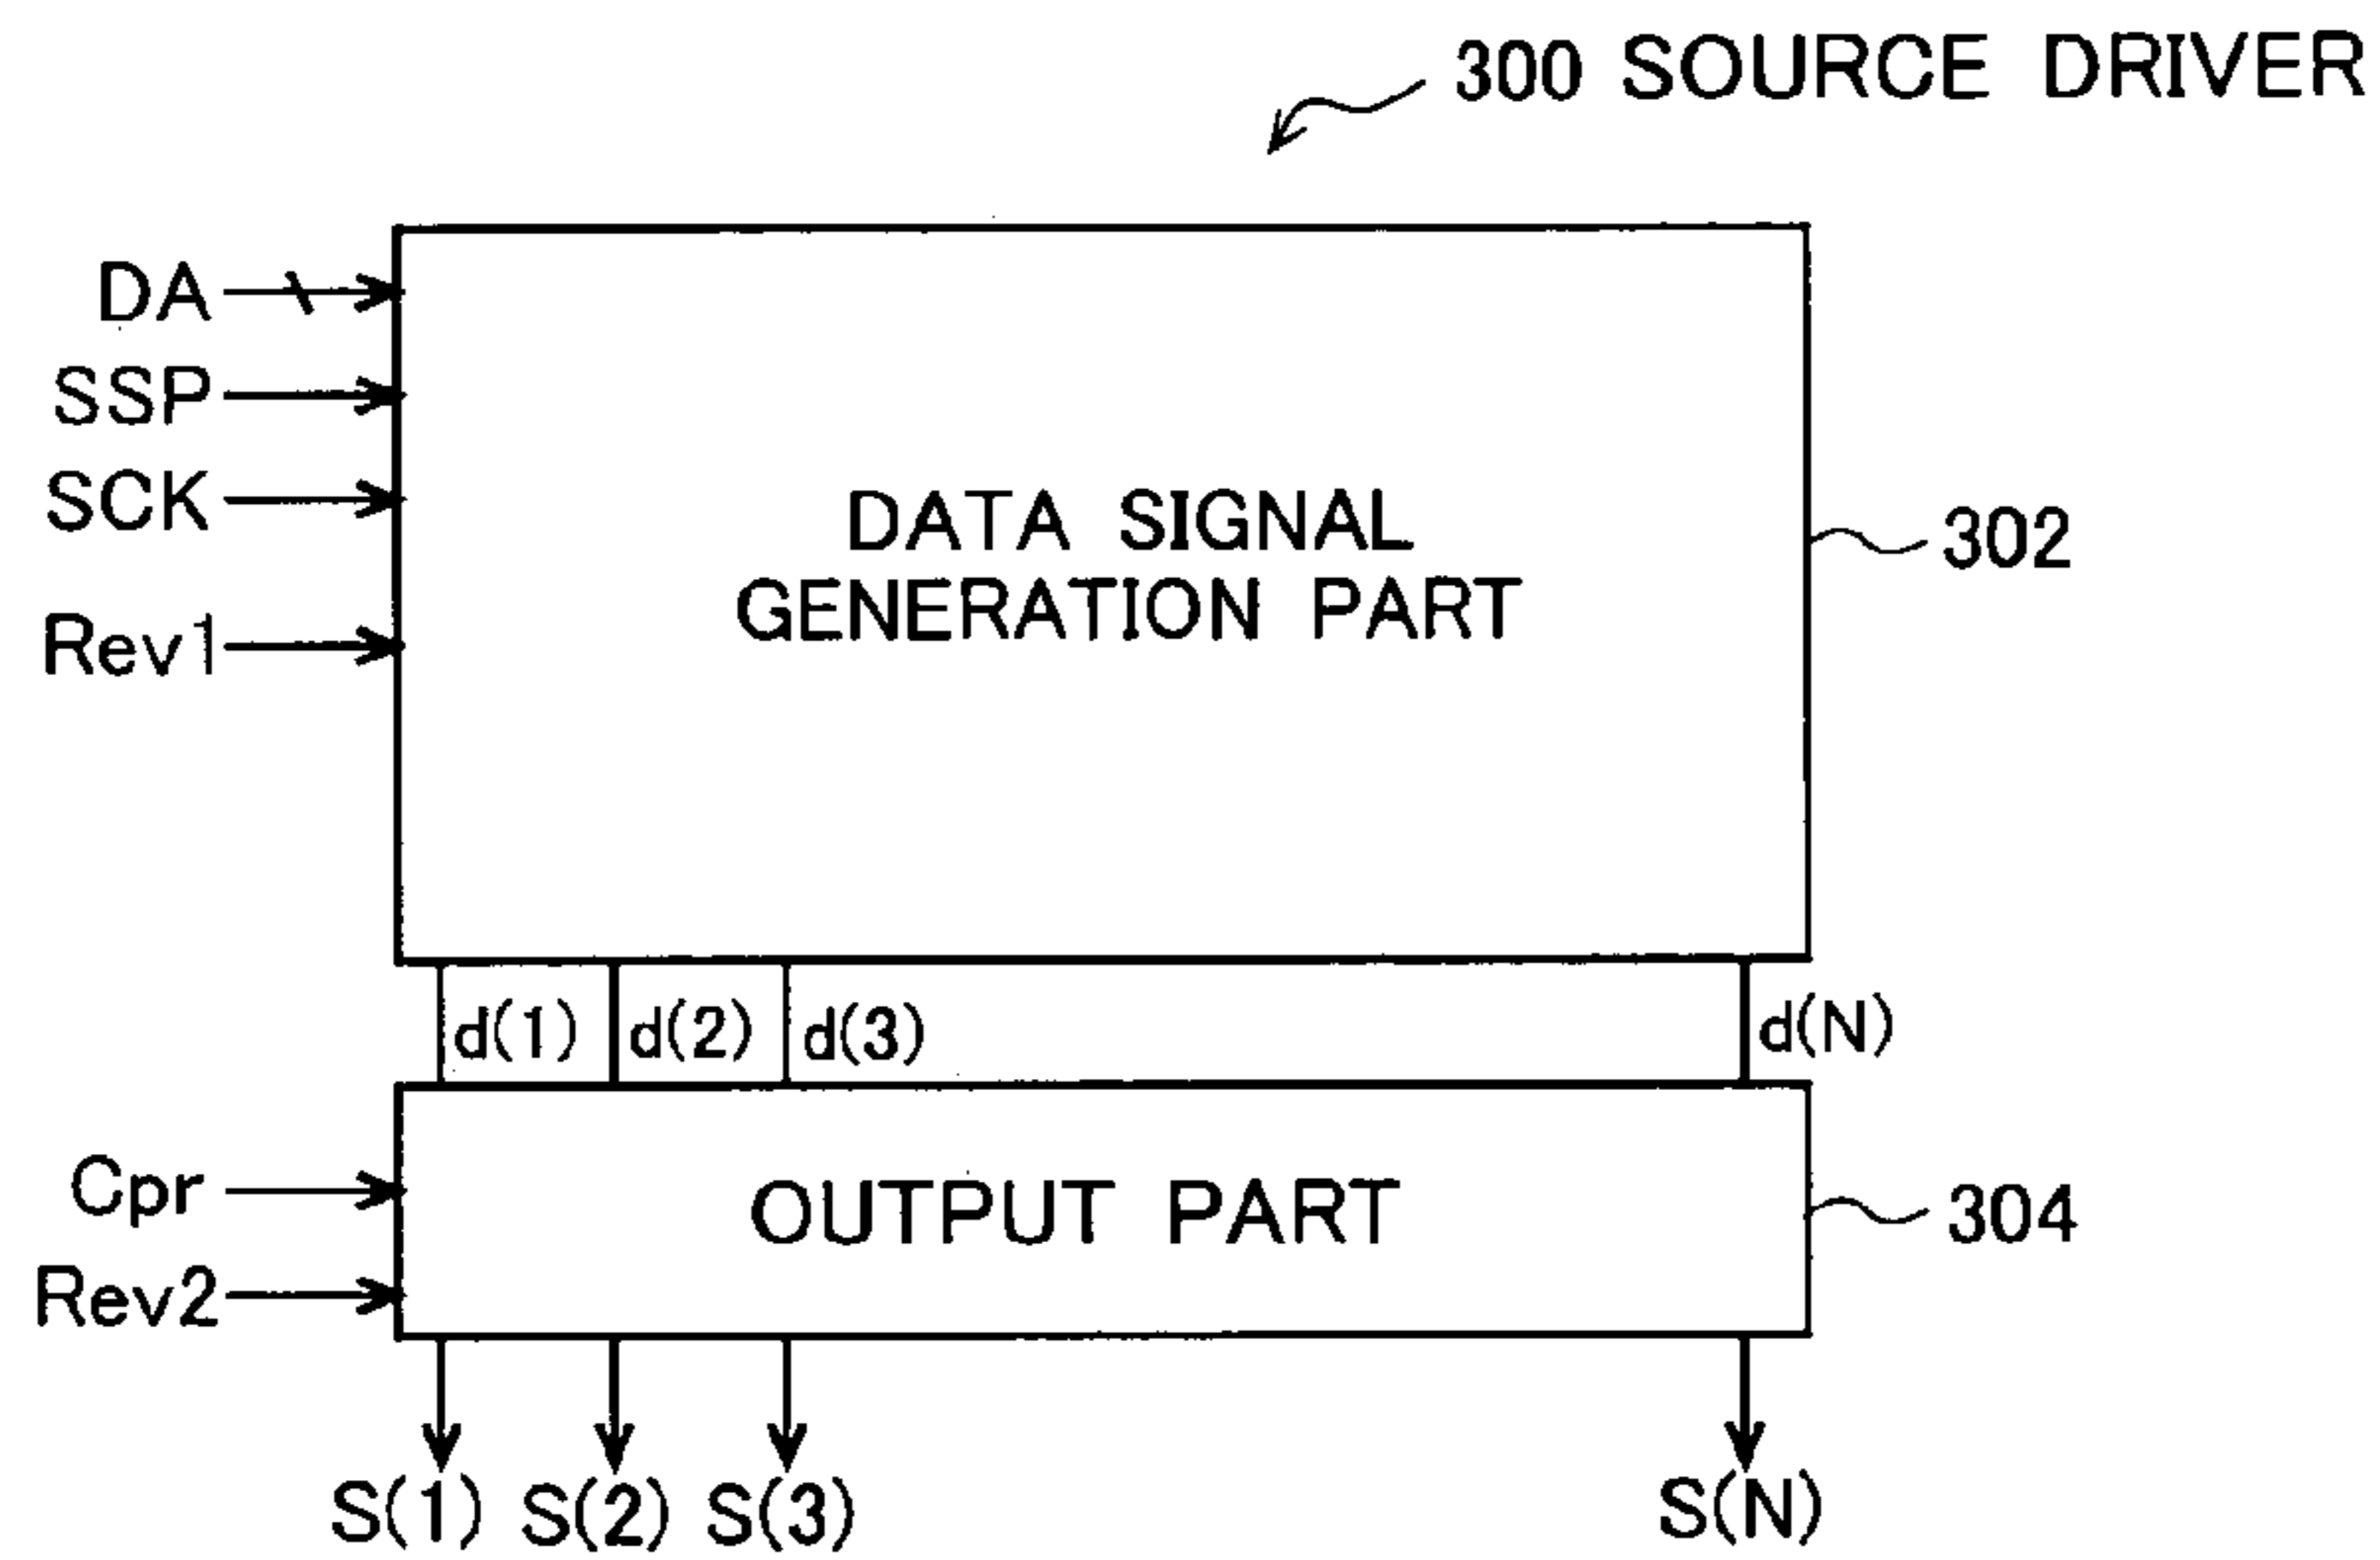 300 SOURCE DRIVER
DA
SSP
SCK
Rev1
DATA SIGNAL
GENERATION PART
302
d(1) d(2) d(3) d(N)
Cpr
Rev2
OUTPUT PART
304
S(1) S(2) S(3) S(N)